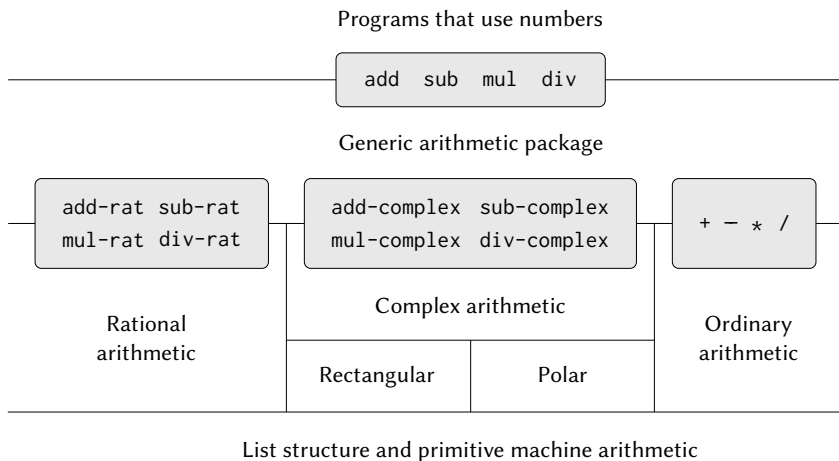 Programs that use numbers
add sub mul div
Generic arithmetic package
add-rat sub-rat
mul-rat div-rat
add-complex sub-complex
mul-complex div-complex
+ − * /
Rational
arithmetic
Complex arithmetic
Rectangular
Polar
Ordinary
arithmetic
List structure and primitive machine arithmetic